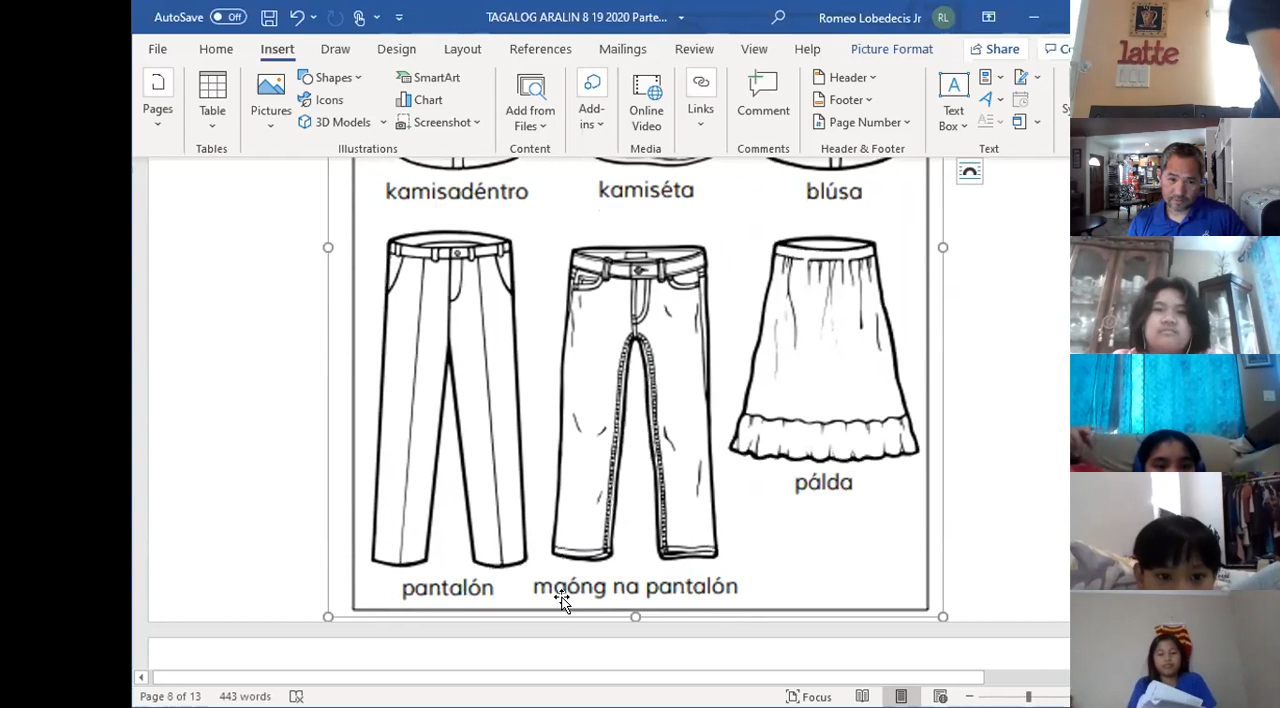 AutoSave Off TAGALOG ARALIN 8 19 2020 Parte... Romeo Lobedecis Jr RL
File Home Insert Draw Design Layout References Mailings Review View Help Picture Format Share
Pages
Table
Tables
Pictures
Shapes
Icons
3D Models
SmartArt
Chart
Screenshot
Illustrations
Add from Files
Content
Add-ins
Online Video
Media
Links
Comment
Comments
Header
Footer
Page Number
Header & Footer
Text Box
Text
latte
kamisadéntro kamiséta blúsa
pálda
pantalón maóng na pantalón
Page 8 of 13 443 words Focus